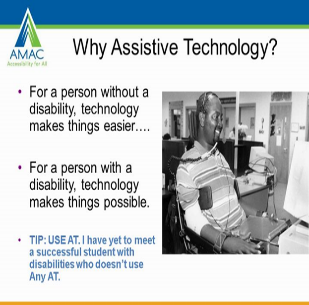 AMAC
Accessibility for All
Why Assistive Technology?
• For a person without a
disability, technology
makes things easier….
• For a person with a
disability, technology
makes things possible.
• TIP: USE AT. I have yet to meet
a successful student with
disabilities who doesn't use
Any AT.